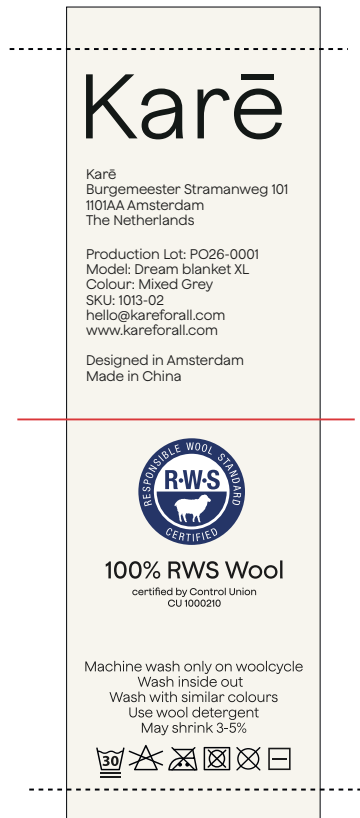 Karē
Karē
Burgemeester Stramanweg 101
1101AA Amsterdam
The Netherlands
Production Lot: PO26-0001
Model: Dream blanket XL
Colour: Mixed Grey
SKU: 1013-02
hello@kareforall.com
www.kareforall.com
Designed in Amsterdam
Made in China
RESPONSIBLE WOOL STANDARD
R·W·S
CERTIFIED
100% RWS Wool
certified by Control Union
CU 1000210
Machine wash only on woolcycle
Wash inside out
Wash with similar colours
Use wool detergent
May shrink 3-5%
30